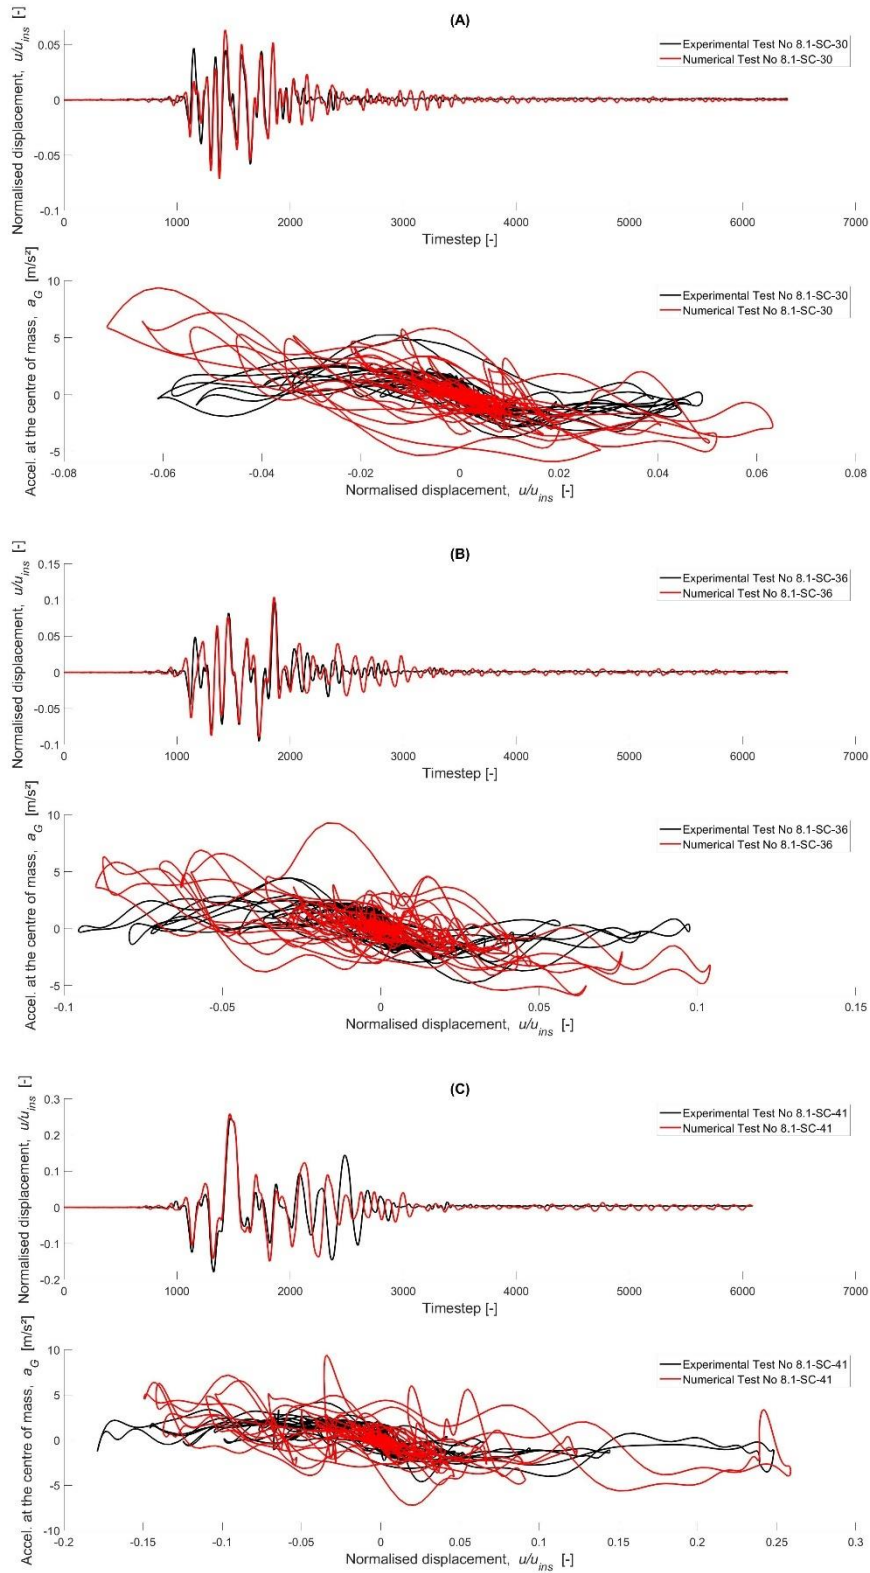 (A)
Normalised displacement, u/u_ins [-]
0.05
0
-0.05
-0.1
Experimental Test No 8.1-SC-30
Numerical Test No 8.1-SC-30
0 1000 2000 3000 4000 5000 6000 7000
Timestep [-]
Accel. at the centre of mass, a_G [m/s²]
10
5
0
-5
Experimental Test No 8.1-SC-30
Numerical Test No 8.1-SC-30
-0.08 -0.06 -0.04 -0.02 0 0.02 0.04 0.06 0.08
Normalised displacement, u/u_ins [-]
(B)
Normalised displacement, u/u_ins [-]
0.15
0.1
0.05
0
-0.05
-0.1
Experimental Test No 8.1-SC-36
Numerical Test No 8.1-SC-36
0 1000 2000 3000 4000 5000 6000 7000
Timestep [-]
Accel. at the centre of mass, a_G [m/s²]
10
5
0
-5
Experimental Test No 8.1-SC-36
Numerical Test No 8.1-SC-36
-0.1 -0.05 0 0.05 0.1 0.15
Normalised displacement, u/u_ins [-]
(C)
Normalised displacement, u/u_ins [-]
0.3
0.2
0.1
0
-0.1
-0.2
Experimental Test No 8.1-SC-41
Numerical Test No 8.1-SC-41
0 1000 2000 3000 4000 5000 6000 7000
Timestep [-]
Accel. at the centre of mass, a_G [m/s²]
10
5
0
-5
-10
Experimental Test No 8.1-SC-41
Numerical Test No 8.1-SC-41
-0.2 -0.15 -0.1 -0.05 0 0.05 0.1 0.15 0.2 0.25 0.3
Normalised displacement, u/u_ins [-]